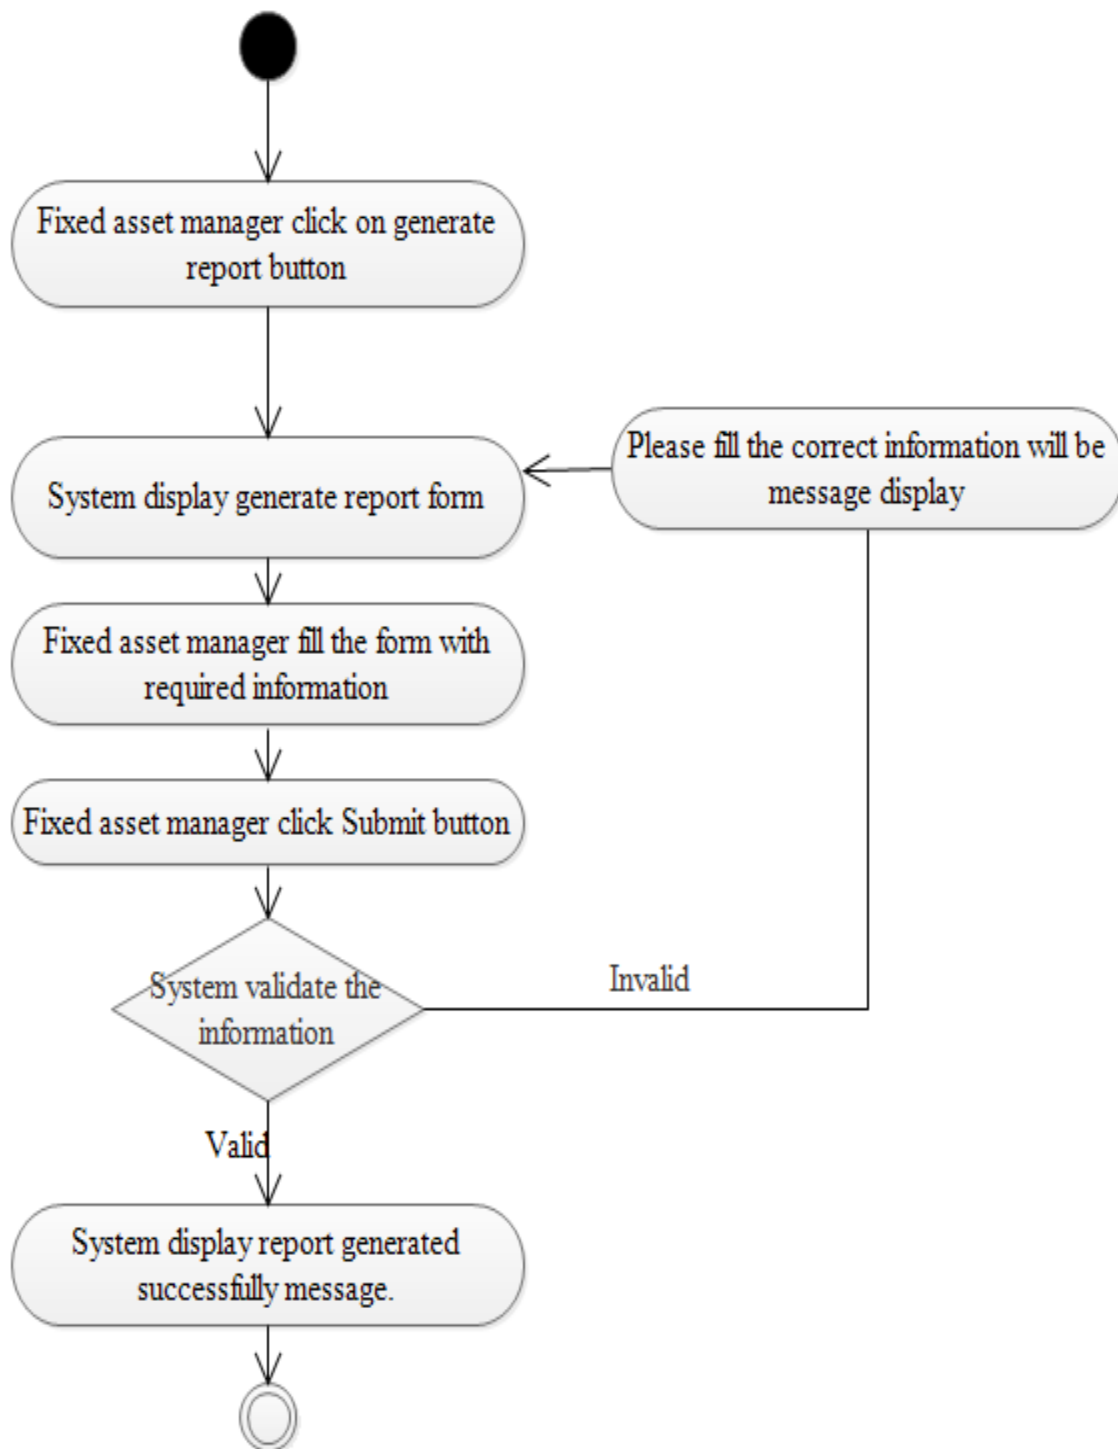 Fixed asset manager click on generate
report button
Please fill the correct information will be
message display
System display generate report form
Fixed asset manager fill the form with
required information
Fixed asset manager click Submit button
System validate the
information
Invalid
Valid
System display report generated
successfully message.